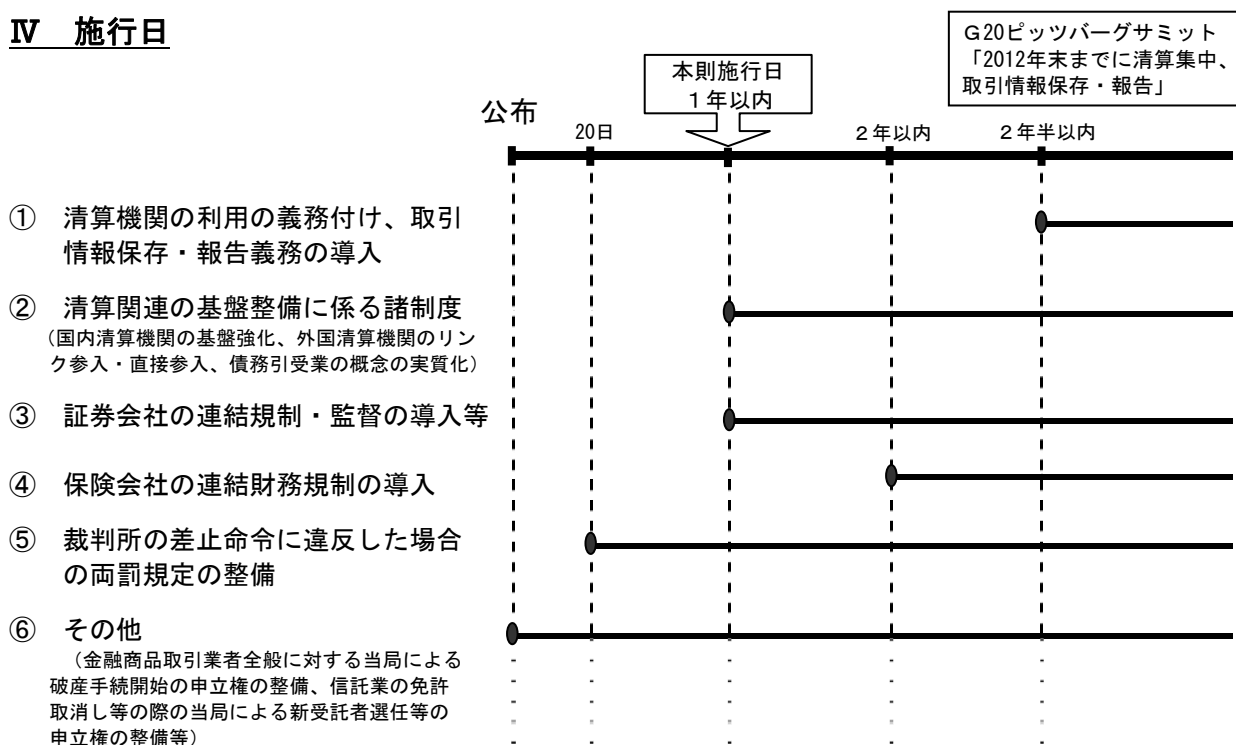 Ⅳ　施行日
G20ピッツバーグサミット
「2012年末までに清算集中、
取引情報保存・報告」
本則施行日
１年以内
公布
20日
２年以内
２年半以内
①　清算機関の利用の義務付け、取引
情報保存・報告義務の導入
②　清算関連の基盤整備に係る諸制度
（国内清算機関の基盤強化、外国清算機関のリン
ク参入・直接参入、債務引受業の概念の実質化）
③　証券会社の連結規制・監督の導入等
④　保険会社の連結財務規制の導入
⑤　裁判所の差止命令に違反した場合
の両罰規定の整備
⑥　その他
（金融商品取引業者全般に対する当局による
破産手続開始の申立権の整備、信託業の免許
取消し等の際の当局による新受託者選任等の
申立権の整備等）